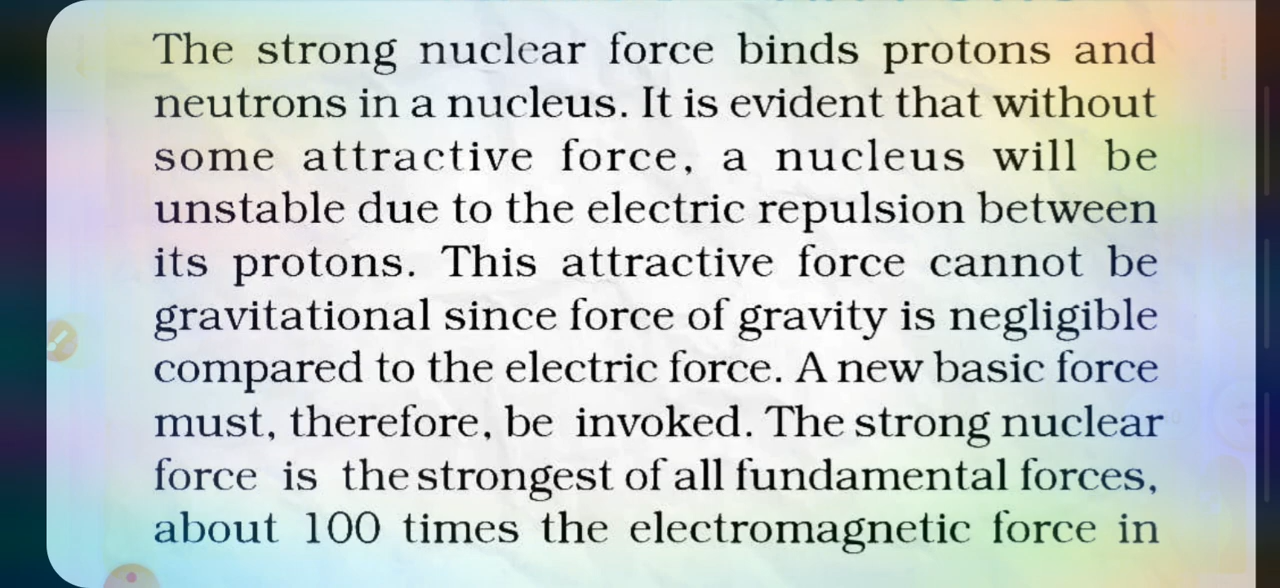 The strong nuclear force binds protons and
neutrons in a nucleus. It is evident that without
some attractive force, a nucleus will be
unstable due to the electric repulsion between
its protons. This attractive force cannot be
gravitational since force of gravity is negligible
compared to the electric force. A new basic force
must, therefore, be invoked. The strong nuclear
force is the strongest of all fundamental forces,
about 100 times the electromagnetic force in